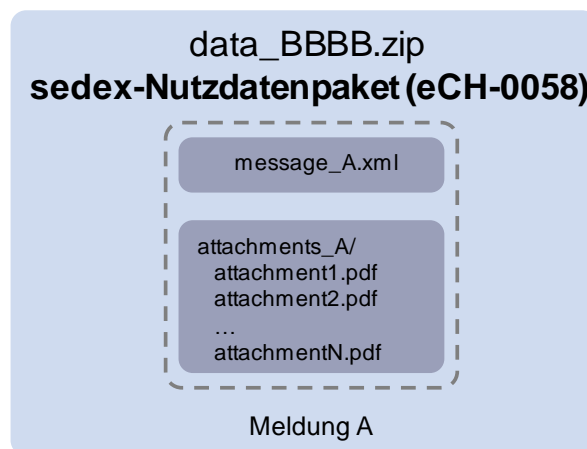 data_BBBB.zip
sedex-Nutzdatenpaket (eCH-0058)
message_A.xml
attachments_A/
attachment1.pdf
attachment2.pdf
…
attachmentN.pdf
Meldung A